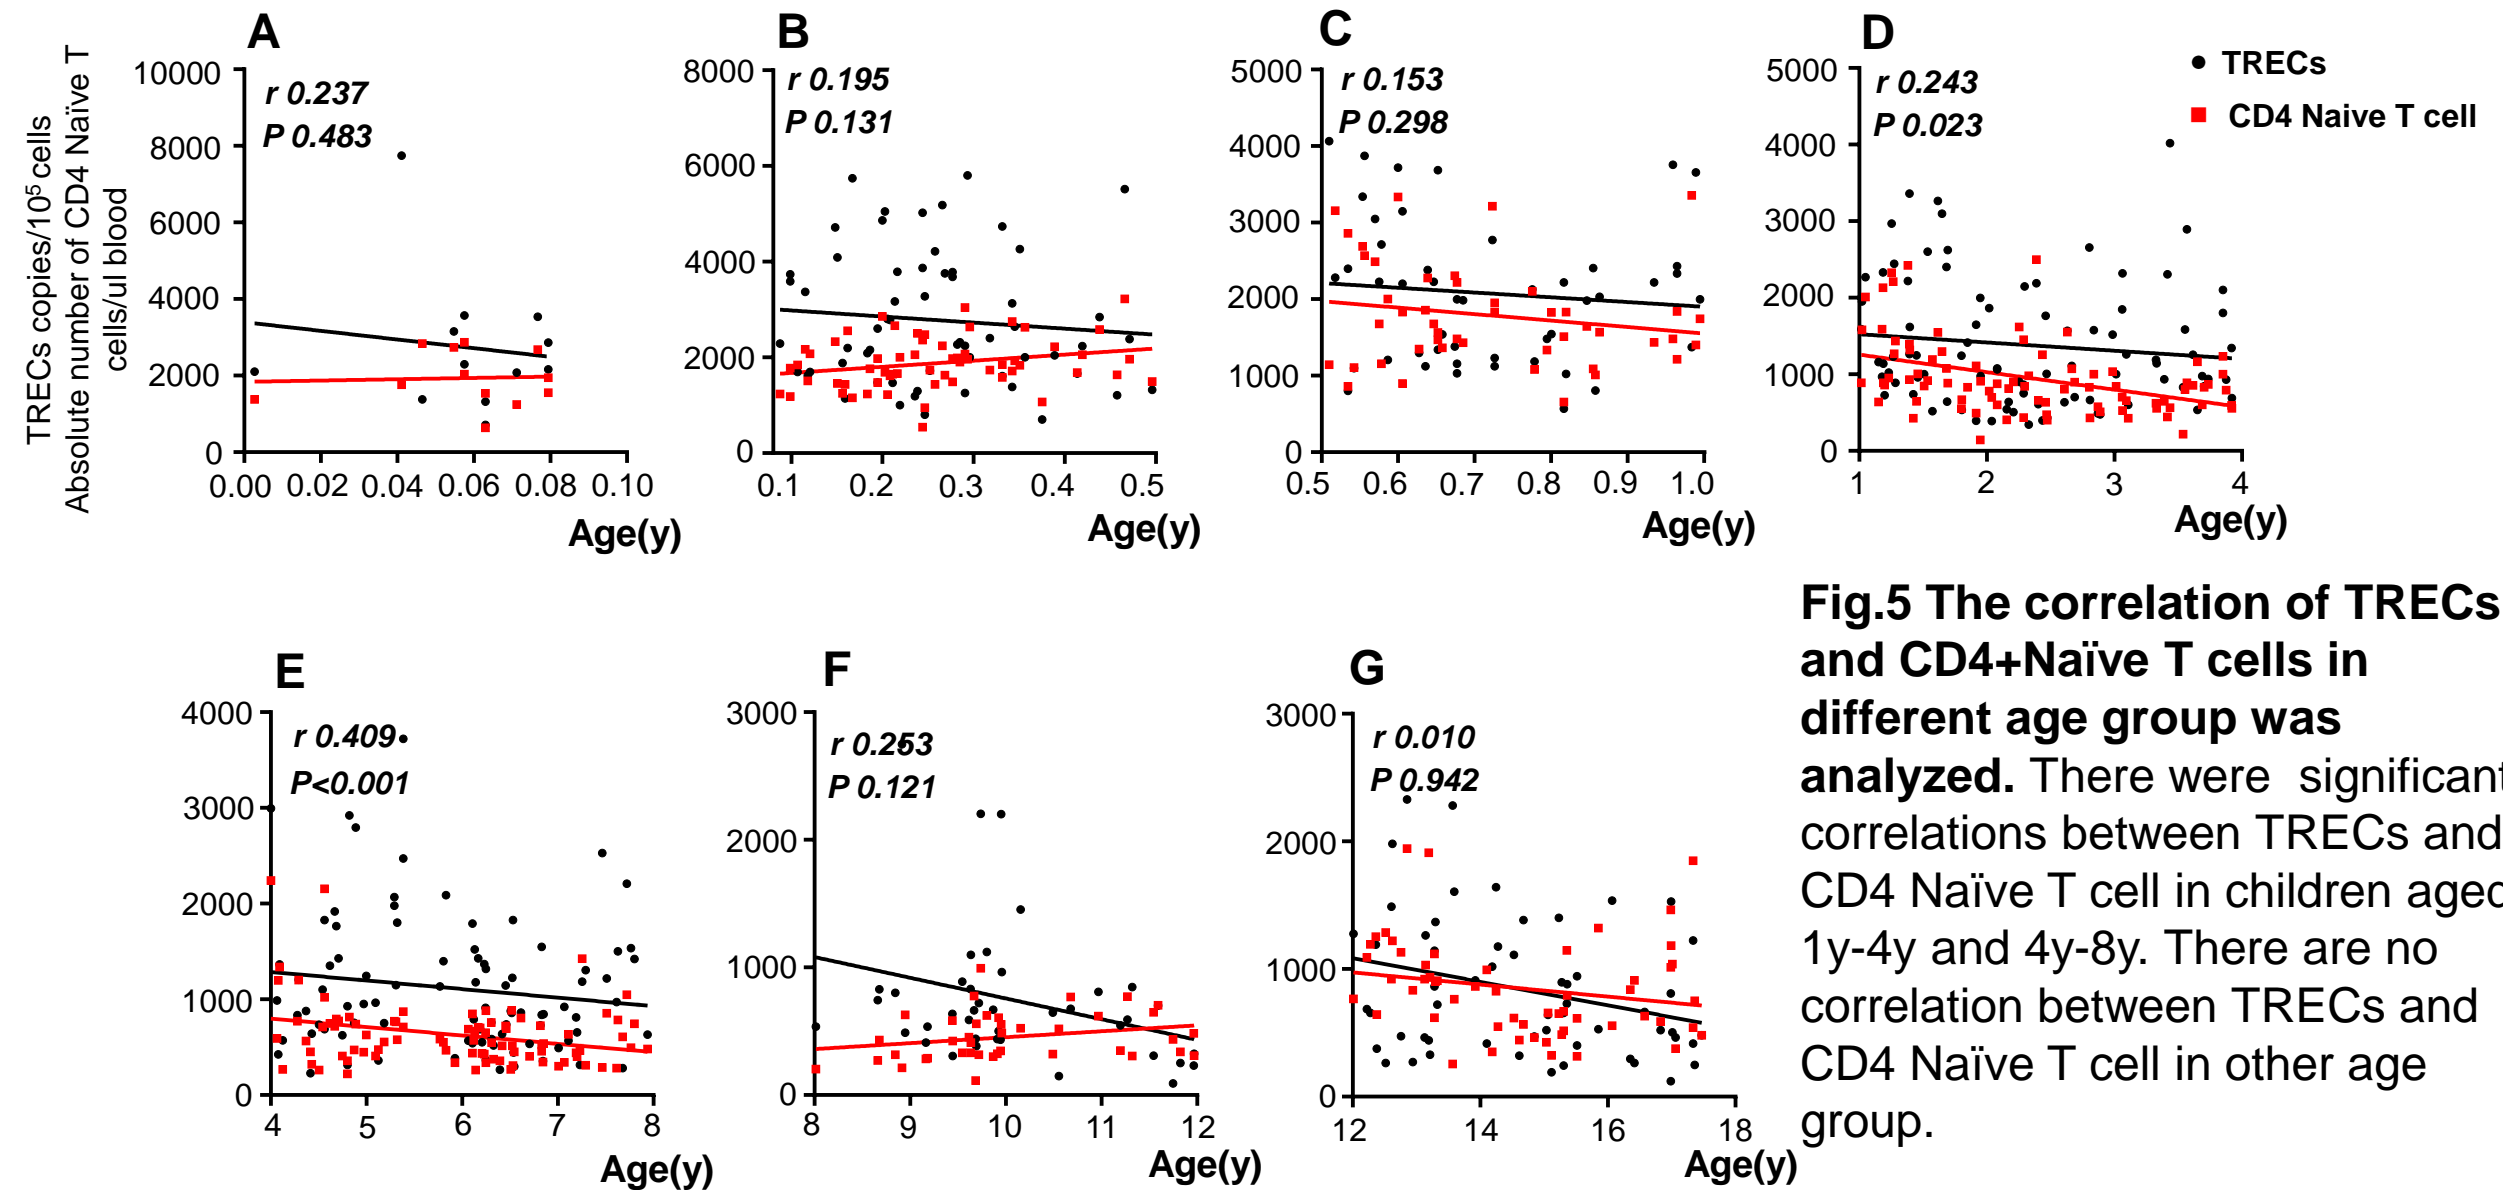 A
B
C
D
TRECs copies/10⁵ cells
Absolute number of CD4 Naïve T
cells/ul blood
r 0.237
P 0.483
10000
8000
6000
4000
2000
0
0.00 0.02 0.04 0.06 0.08 0.10
Age(y)
r 0.195
P 0.131
8000
6000
4000
2000
0
0.1 0.2 0.3 0.4 0.5
Age(y)
r 0.153
P 0.298
5000
4000
3000
2000
1000
0
0.5 0.6 0.7 0.8 0.9 1.0
Age(y)
r 0.243
P 0.023
5000
4000
3000
2000
1000
0
1 2 3 4
Age(y)
TRECs
CD4 Naive T cell
E
F
G
r 0.409
P<0.001
4000
3000
2000
1000
0
4 5 6 7 8
Age(y)
r 0.253
P 0.121
3000
2000
1000
0
8 9 10 11 12
Age(y)
r 0.010
P 0.942
3000
2000
1000
0
12 14 16 18
Age(y)
Fig.5 The correlation of TRECs
and CD4+Naïve T cells in
different age group was
analyzed. There were  significant
correlations between TRECs and
CD4 Naïve T cell in children aged
1y-4y and 4y-8y. There are no
correlation between TRECs and
CD4 Naïve T cell in other age
group.